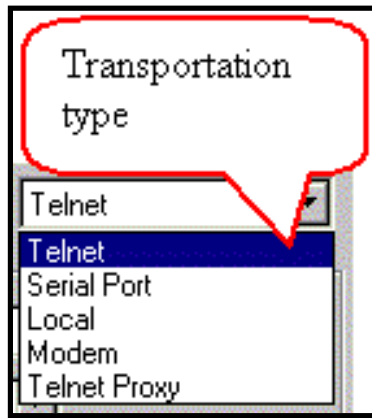 Transportation
type
Telnet
Telnet
Serial Port
Local
Modem
Telnet Proxy